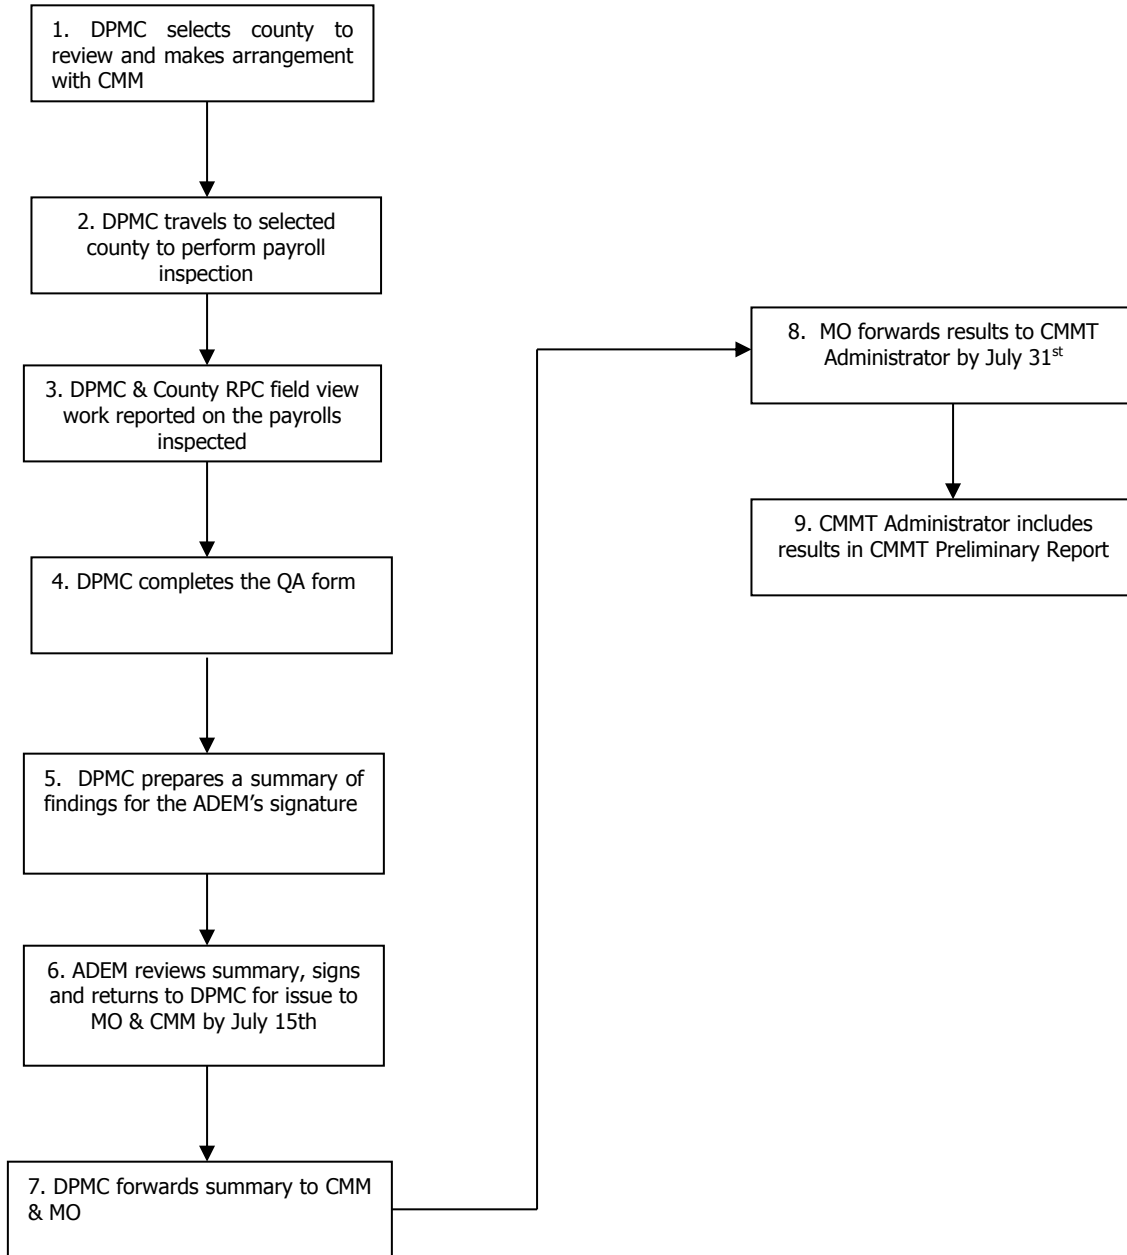 1. DPMC selects county to
review and makes arrangement
with CMM
2. DPMC travels to selected
county to perform payroll
inspection
3. DPMC & County RPC field view
work reported on the payrolls
inspected
4. DPMC completes the QA form
5. DPMC prepares a summary of
findings for the ADEM’s signature
6. ADEM reviews summary, signs
and returns to DPMC for issue to
MO & CMM by July 15th
7. DPMC forwards summary to CMM
& MO
8. MO forwards results to CMMT
Administrator by July 31st
9. CMMT Administrator includes
results in CMMT Preliminary Report